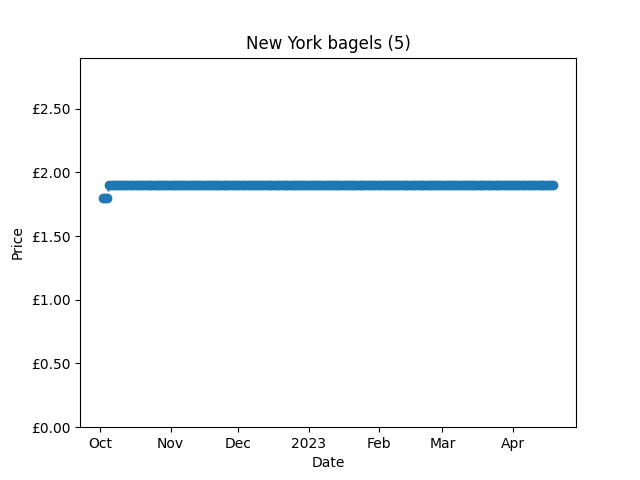 New York bagels (5)
£2.50
£2.00
£1.50
£1.00
£0.50
£0.00
Price
Oct Nov Dec 2023 Feb Mar Apr
Date